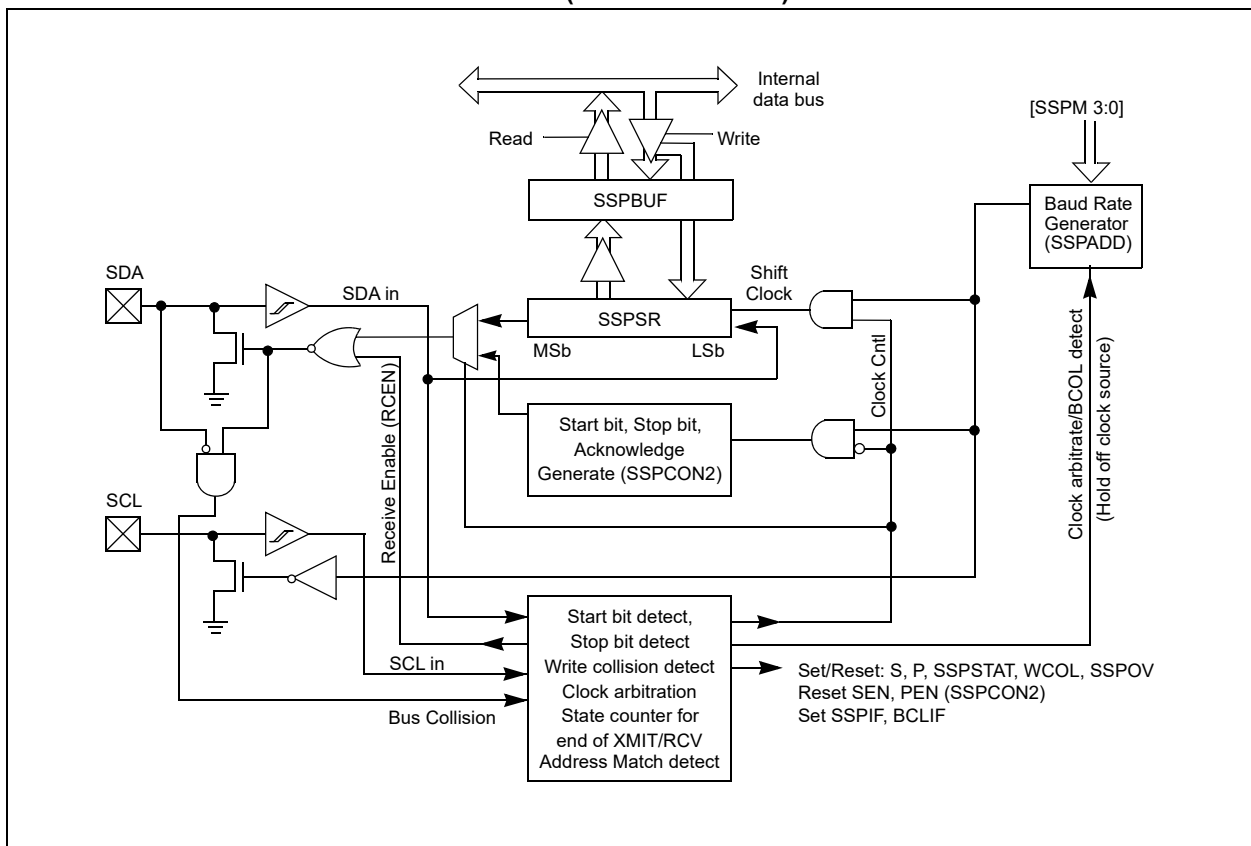 Internal
data bus
[SSPM 3:0]
Read
Write
SSPBUF
Baud Rate
Generator
(SSPADD)
SDA
SDA in
Shift
Clock
SSPSR
MSb
LSb
Clock Cntl
Receive Enable (RCEN)
Start bit, Stop bit,
Acknowledge
Generate (SSPCON2)
Clock arbitrate/BCOL detect
(Hold off clock source)
SCL
SCL in
Bus Collision
Start bit detect,
Stop bit detect
Write collision detect
Clock arbitration
State counter for
end of XMIT/RCV
Address Match detect
Set/Reset: S, P, SSPSTAT, WCOL, SSPOV
Reset SEN, PEN (SSPCON2)
Set SSPIF, BCLIF